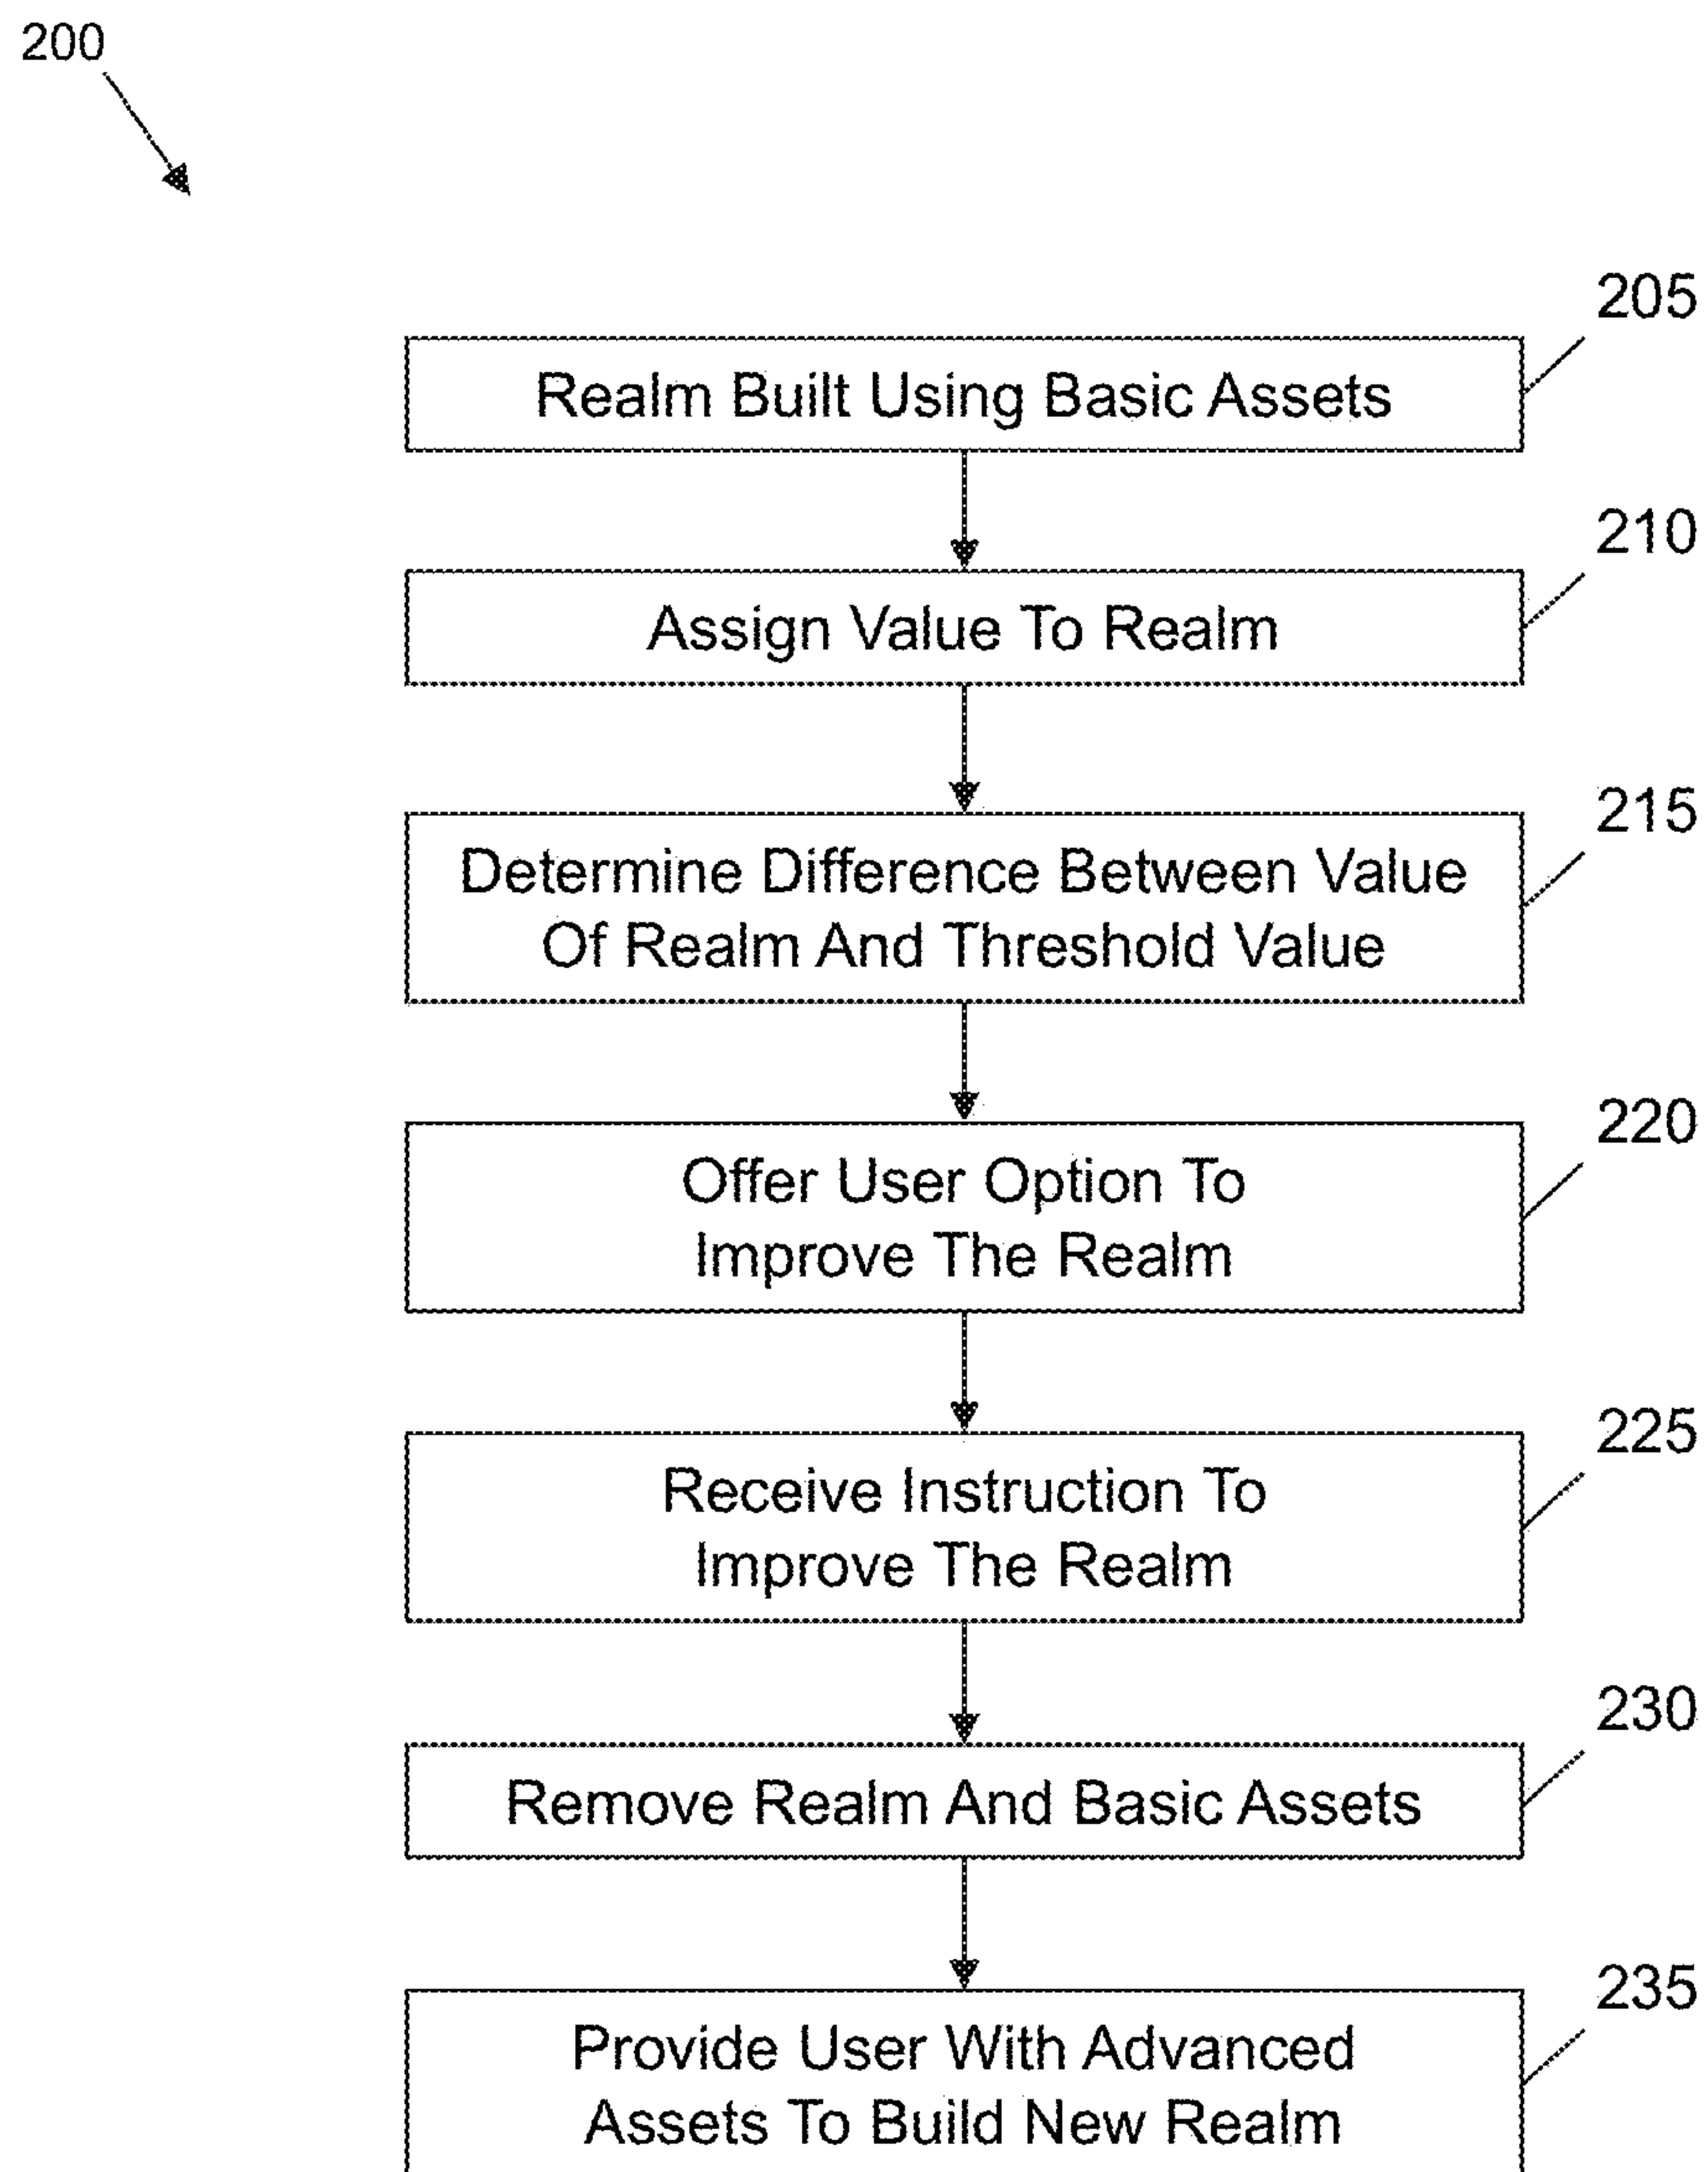 200
205
Realm Built Using Basic Assets
210
Assign Value To Realm
215
Determine Difference Between Value
Of Realm And Threshold Value
220
Offer User Option To
Improve The Realm
225
Receive Instruction To
Improve The Realm
230
Remove Realm And Basic Assets
235
Provide User With Advanced
Assets To Build New Realm